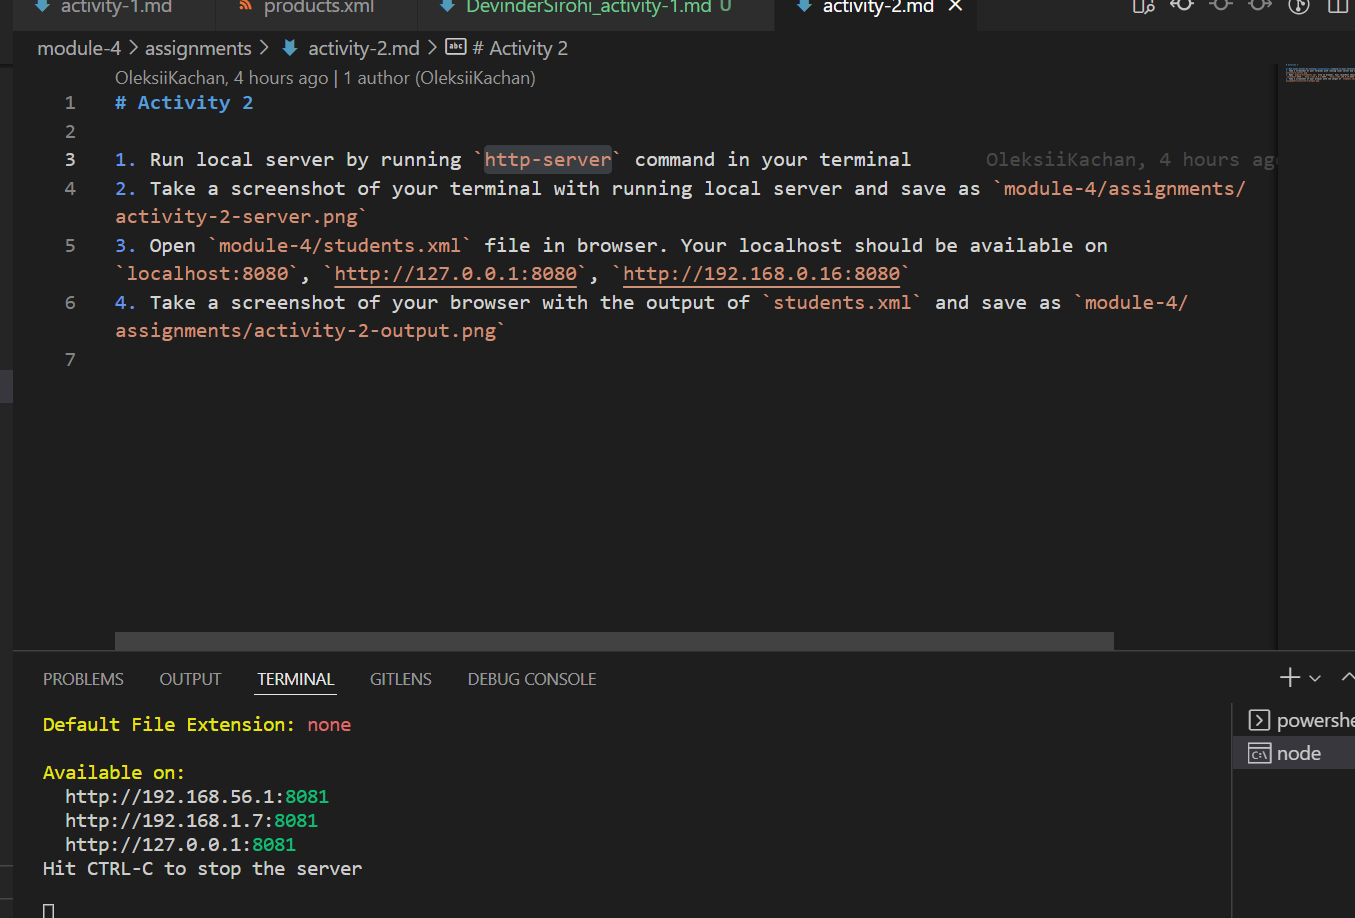 activity-1.md products.xml DevinderSirohi_activity-1.md U activity-2.md
module-4 > assignments > activity-2.md > abc # Activity 2
OleksiiKachan, 4 hours ago | 1 author (OleksiiKachan)
1 # Activity 2
2
3 1. Run local server by running `http-server` command in your terminal OleksiiKachan, 4 hours ago
4 2. Take a screenshot of your terminal with running local server and save as `module-4/assignments/
activity-2-server.png`
5 3. Open `module-4/students.xml` file in browser. Your localhost should be available on
`localhost:8080`, `http://127.0.0.1:8080`, `http://192.168.0.16:8080`
6 4. Take a screenshot of your browser with the output of `students.xml` and save as `module-4/
assignments/activity-2-output.png`
7
PROBLEMS OUTPUT TERMINAL GITLENS DEBUG CONSOLE
Default File Extension: none
Available on:
http://192.168.56.1:8081
http://192.168.1.7:8081
http://127.0.0.1:8081
Hit CTRL-C to stop the server
powershe
node